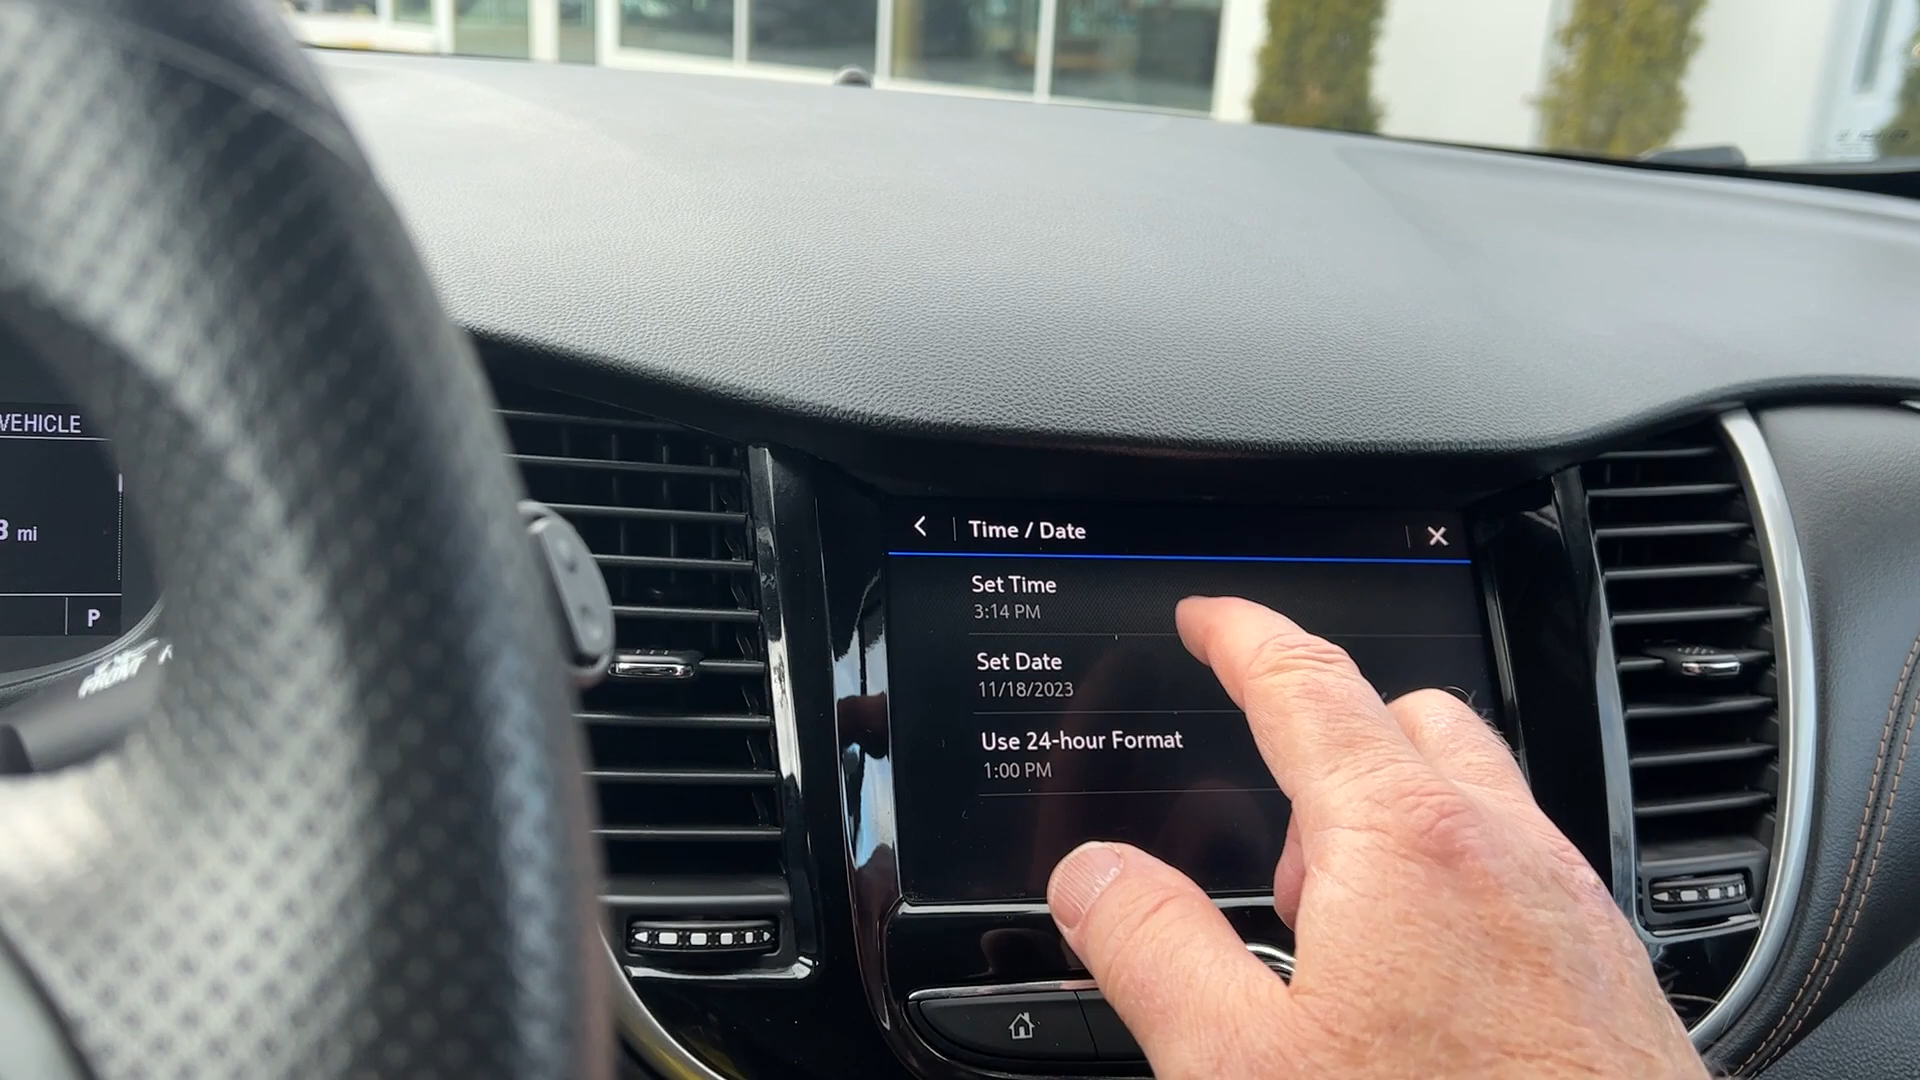 VEHICLE
mi
P
FRONT
Time / Date
Set Time
3:14 PM
Set Date
11/18/2023
Use 24-hour Format
1:00 PM